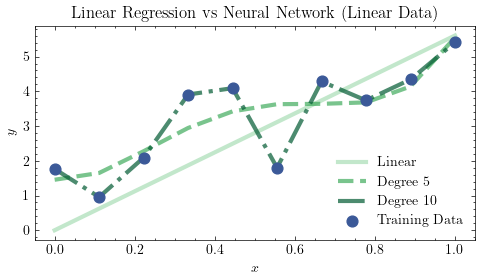 Linear Regression vs Neural Network (Linear Data)
y
5
4
3
2
1
0
Linear
Degree 5
Degree 10
Training Data
0.0 0.2 0.4 0.6 0.8 1.0
x